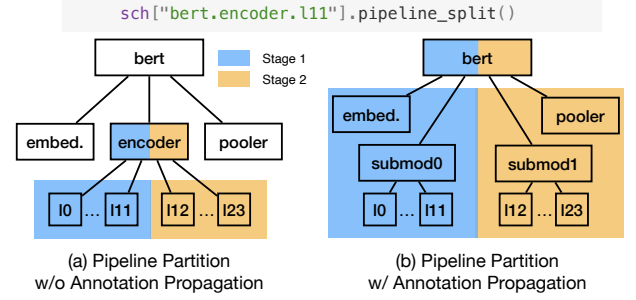 sch["bert.encoder.l11"].pipeline_split()
bert
Stage 1
Stage 2
embed.
encoder
pooler
l0 ... l11 l12 ... l23
(a) Pipeline Partition
w/o Annotation Propagation
bert
embed.
pooler
submod0
submod1
l0 ... l11 l12 ... l23
(b) Pipeline Partition
w/ Annotation Propagation